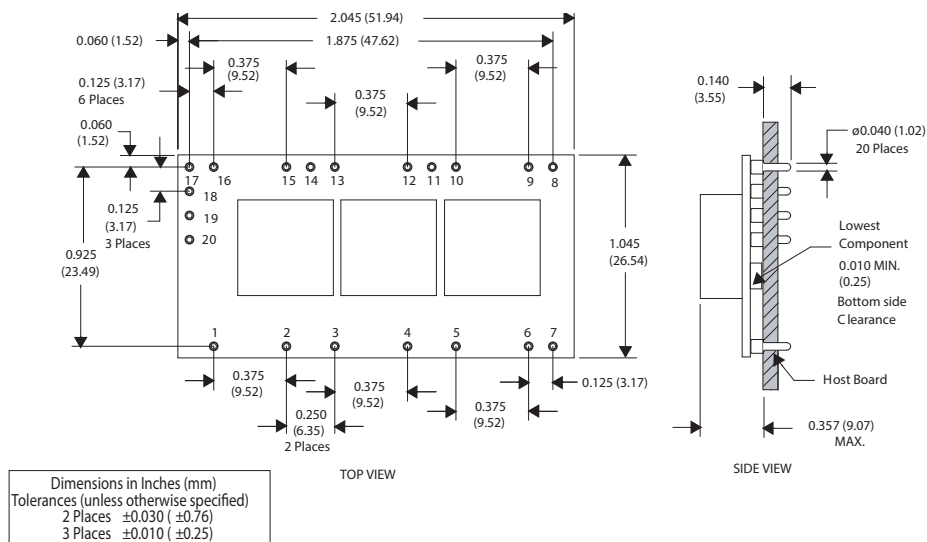 2.045 (51.94)
0.060 (1.52)
1.875 (47.62)
0.125 (3.17)
6 Places
0.375
(9.52)
0.375
(9.52)
0.375
(9.52)
0.060
(1.52)
17 16 15 14 13 12 11 10 9 8
18
19
20
0.125
(3.17)
3 Places
0.925
(23.49)
1.045
(26.54)
1 2 3 4 5 6 7
0.375
(9.52)
0.250
(6.35)
2 Places
0.375
(9.52)
0.375
(9.52)
0.125 (3.17)
TOP VIEW
0.140
(3.55)
ø0.040 (1.02)
20 Places
Lowest
Component
0.010 MIN.
(0.25)
Bottom side
Clearance
Host Board
0.357 (9.07)
MAX.
SIDE VIEW
Dimensions in Inches (mm)
Tolerances (unless otherwise specified)
2 Places ±0.030 ( ±0.76)
3 Places ±0.010 ( ±0.25)